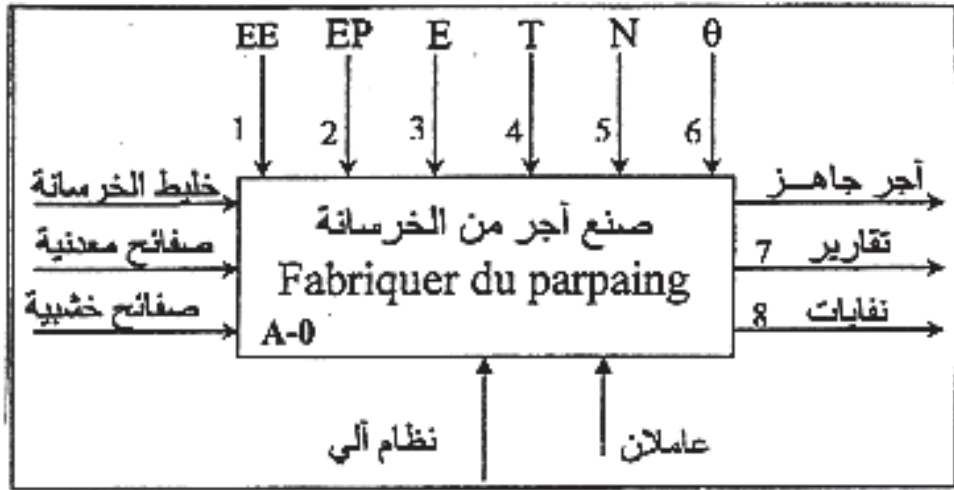 EE EP E T N θ
1 2 3 4 5 6
خليط الخرسانة
صفائح معدنية
صفائح خشبية
صنع آجر من الخرسانة
Fabriquer du parpaing
A-0
آجر جاهــز
7 تقارير
8 نفايات
نظام آلي
عاملان